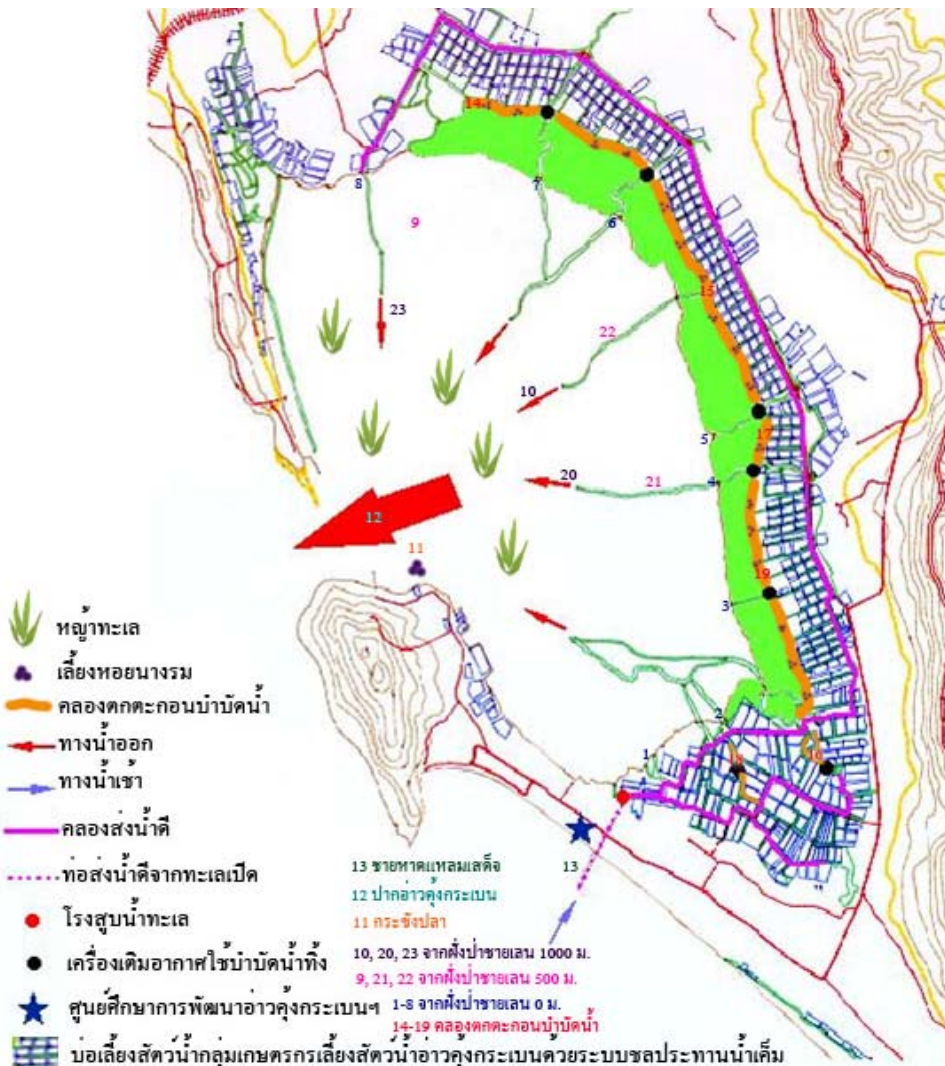 14
8
7
9
6
15
23
22
10
5
17
4
20
21
12
11
19
3
2
1
หญ้าทะเล
เลี้ยงหอยนางรม
คลองตกตะกอนบำบัดน้ำ
ทางน้ำออก
ทางน้ำเช้า
คลองส่งน้ำดี
ท่อส่งน้ำดีจากทะเลเปิด
โรงสูบน้ำทะเล
เครื่องเติมอากาศใช้บำบัดน้ำทิ้ง
ศูนย์ศึกษาการพัฒนาอ่าวคุ้งกระเบนฯ
บ่อเลี้ยงสัตว์น้ำกลุ่มเกษตรกรเลี้ยงสัตว์น้ำอ่าวคุ้งกระเบนด้วยระบบชลประทานน้ำเค็ม
13 ชายหาดแหลมเสด็จ
13
12 ปากอ่าวคุ้งกระเบน
11 กระชังปลา
10, 20, 23 จากฝั่งป่าชายเลน 1000 ม.
9, 21, 22 จากฝั่งป่าชายเลน 500 ม.
1-8 จากฝั่งป่าชายเลน 0 ม.
14-19 คลองตกตะกอนบำบัดน้ำ